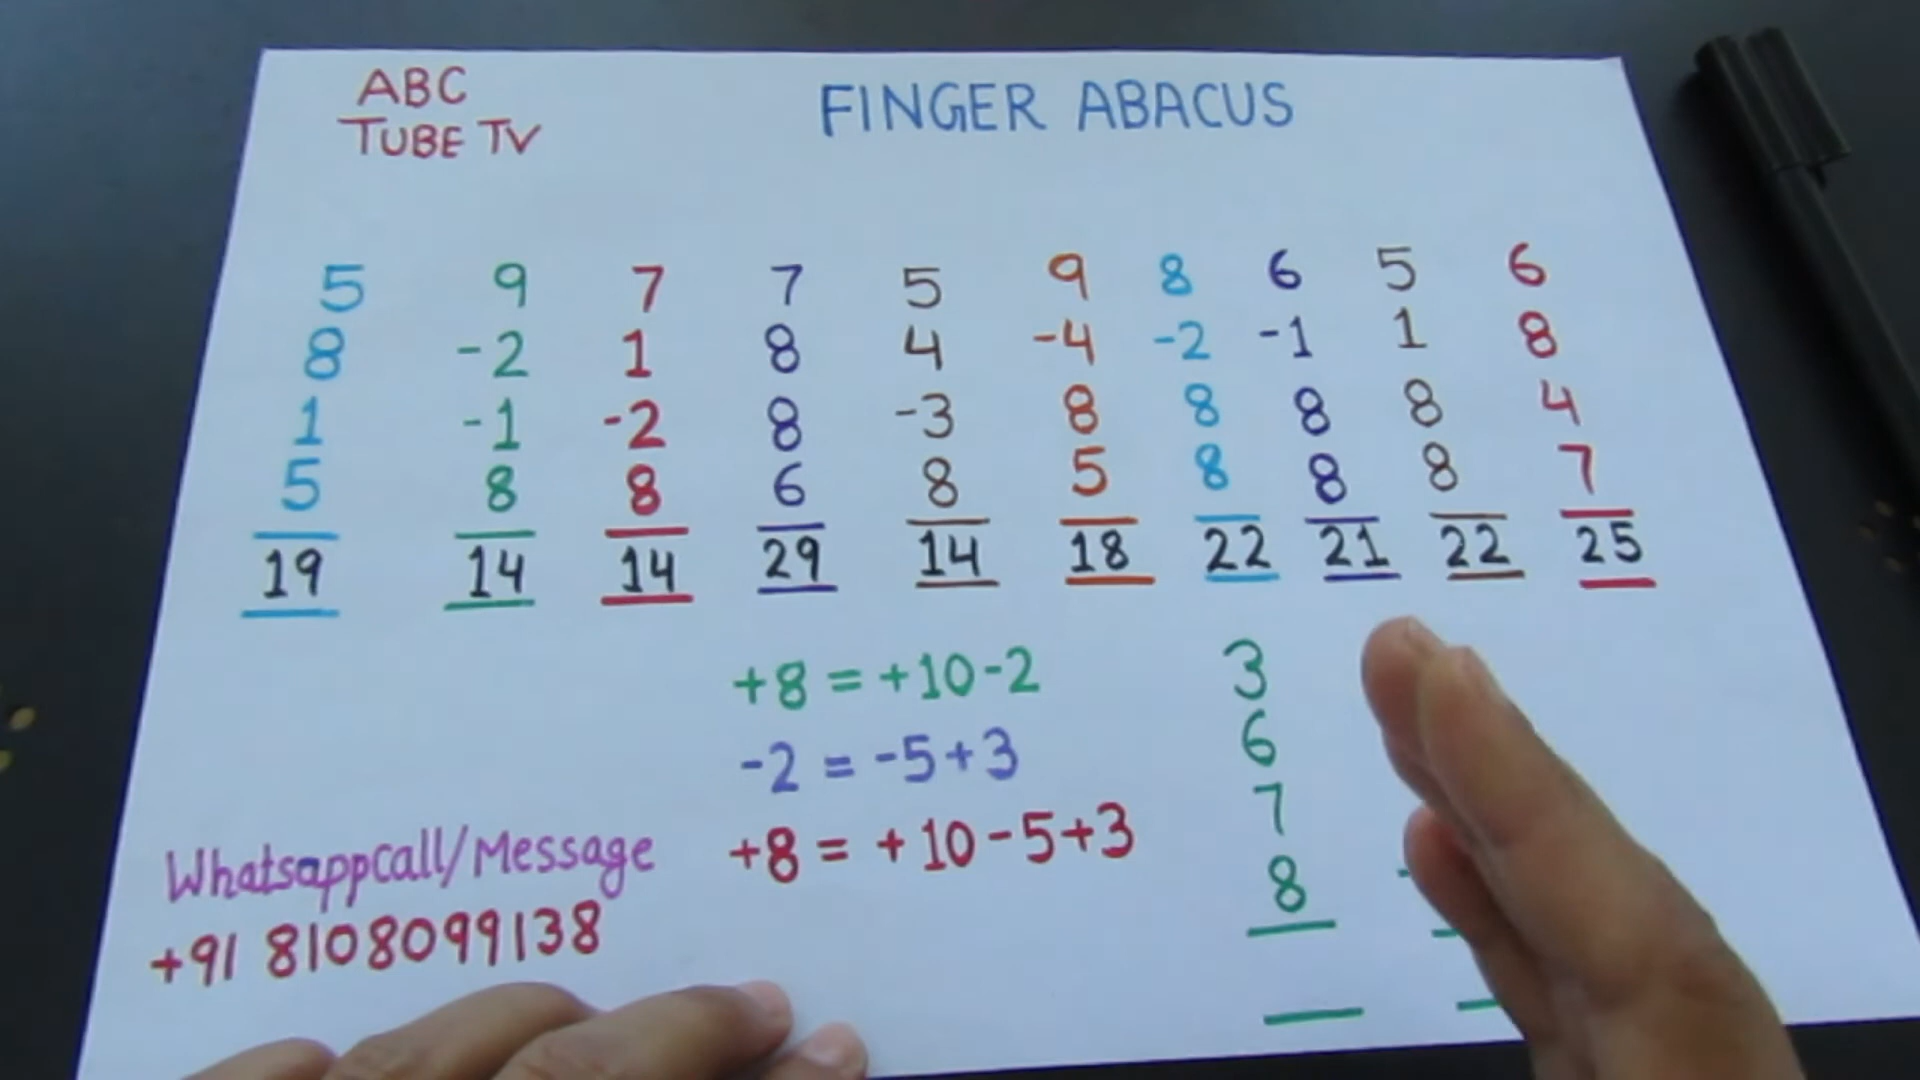 ABC
TUBE TV
FINGER ABACUS
5 9 7 7 5 9 8 6 5 6
8 -2 1 8 4 -4 -2 -1 1 8
1 -1 -2 8 -3 8 8 8 8 4
5 8 8 6 8 5 8 8 8 7
19 14 14 29 14 18 22 21 22 25
+8 = +10-2
-2 = -5+3
+8 = +10-5+3
3
6
7
8
Whatsappcall/Message
+91 8108099138